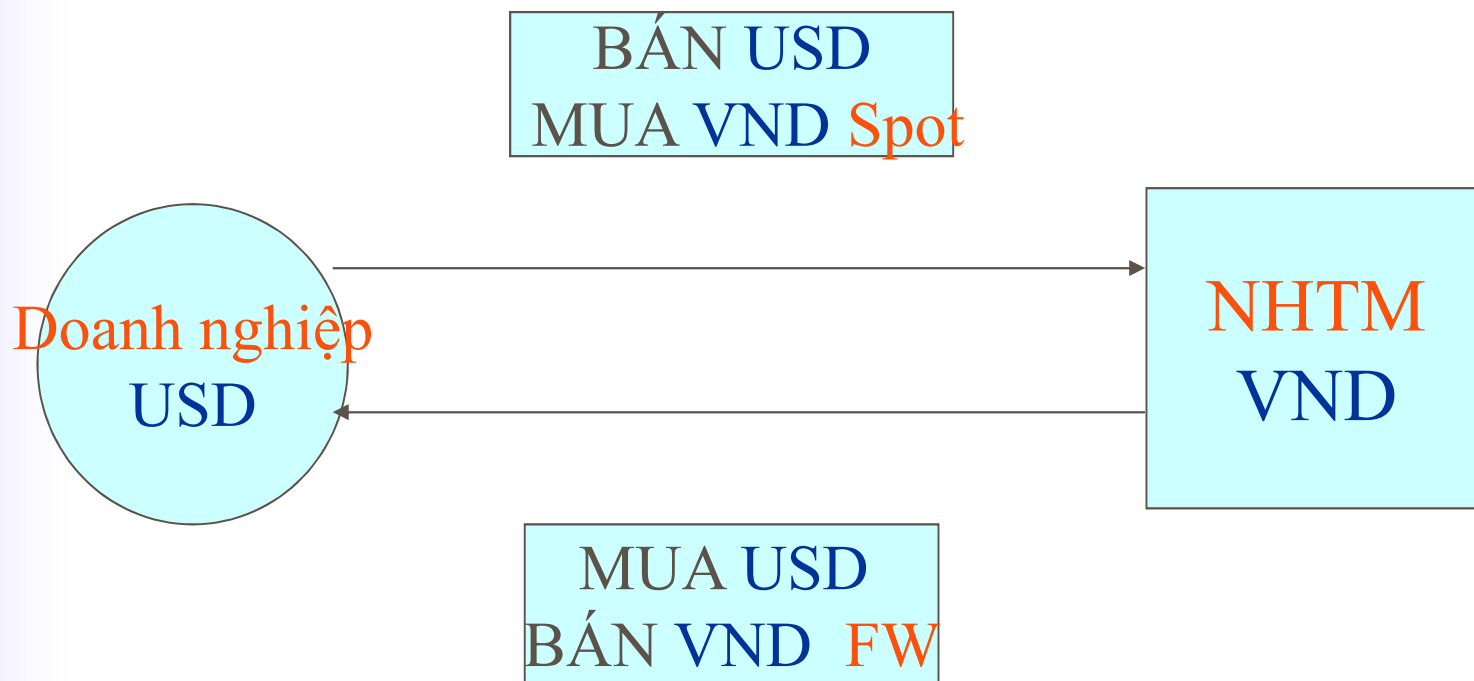 BÁN USD
MUA VND Spot
Doanh nghiệp
USD
NHTM
VND
MUA USD
BÁN VND FW